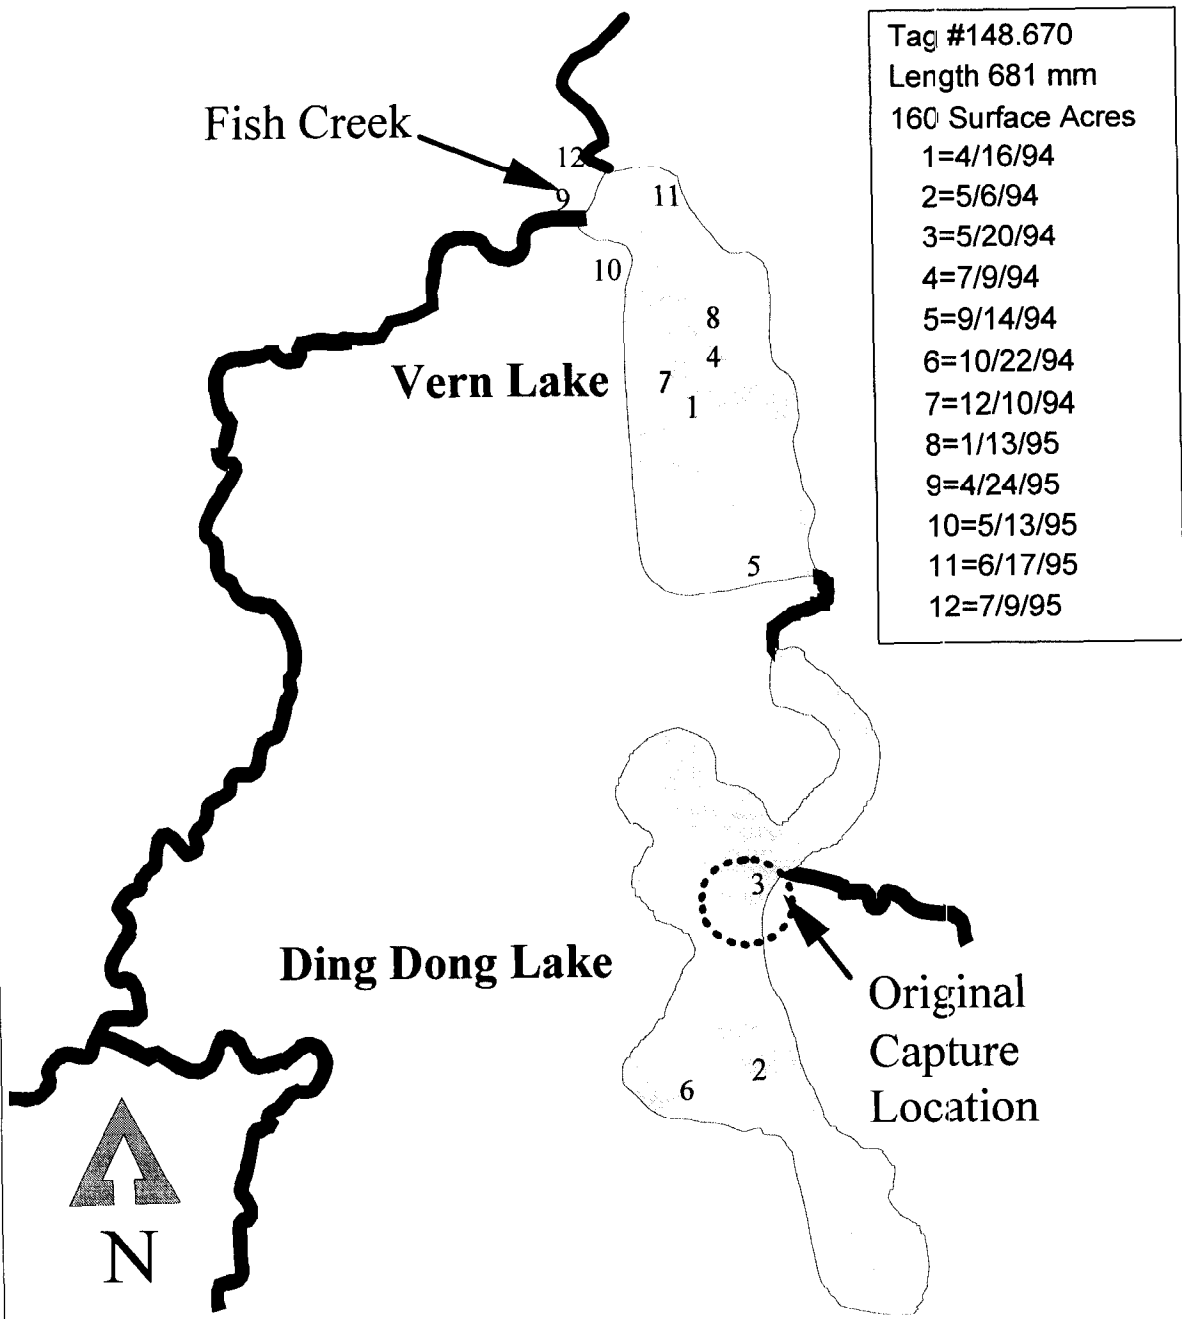 Tag #148.670
Length 681 mm
160 Surface Acres
1=4/16/94
2=5/6/94
3=5/20/94
4=7/9/94
5=9/14/94
6=10/22/94
7=12/10/94
8=1/13/95
9=4/24/95
10=5/13/95
11=6/17/95
12=7/9/95
Fish Creek
12
9
11
10
8
4
7
1
Vern Lake
5
3
Ding Dong Lake
Original
Capture
Location
2
6
N